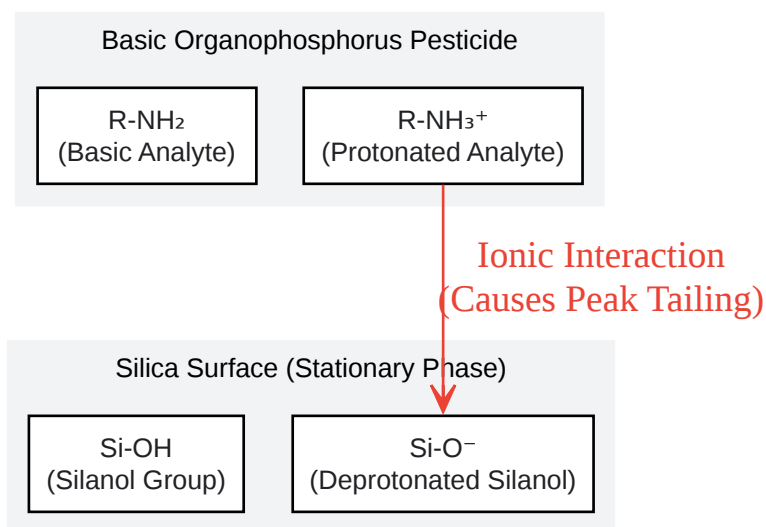 Basic Organophosphorus Pesticide
R-NH₂
(Basic Analyte)
R-NH₃⁺
(Protonated Analyte)
Ionic Interaction
(Causes Peak Tailing)
Silica Surface (Stationary Phase)
Si-OH
(Silanol Group)
Si-O⁻
(Deprotonated Silanol)